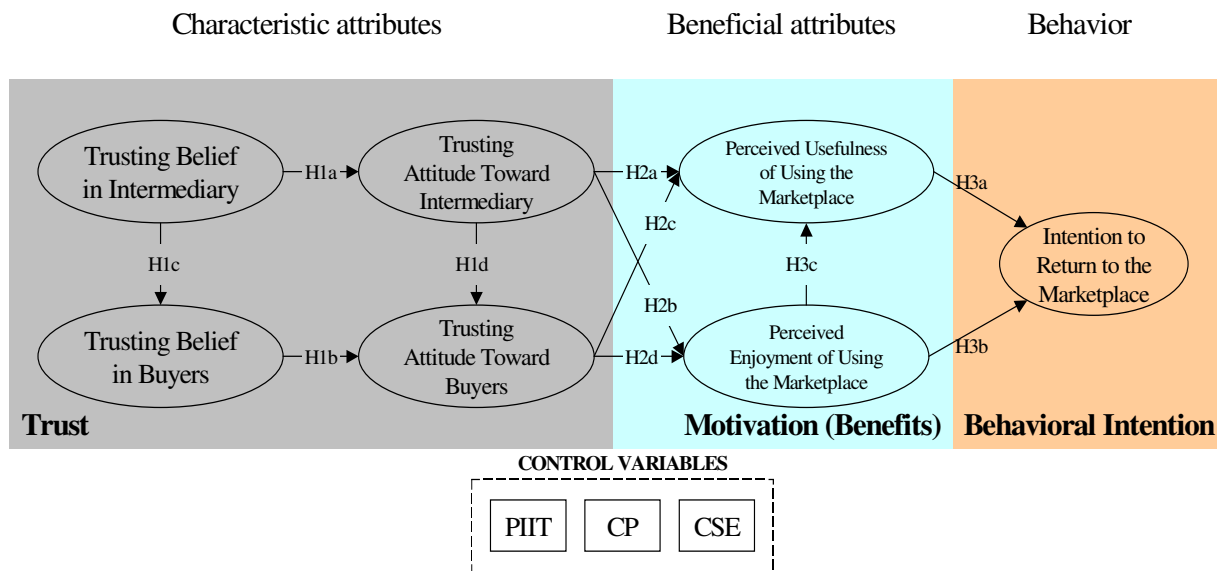 Characteristic attributes
Beneficial attributes
Behavior
Trusting Belief
in Intermediary
H1a
Trusting
Attitude Toward
Intermediary
H2a
Perceived Usefulness
of Using the
Marketplace
H3a
H2c
H1c
H1d
H3c
Intention to
Return to the
Marketplace
H2b
Trusting Belief
in Buyers
H1b
Trusting
Attitude Toward
Buyers
H2d
Perceived
Enjoyment of Using
the Marketplace
H3b
Trust
Motivation (Benefits)
Behavioral Intention
CONTROL VARIABLES
PIIT
CP
CSE